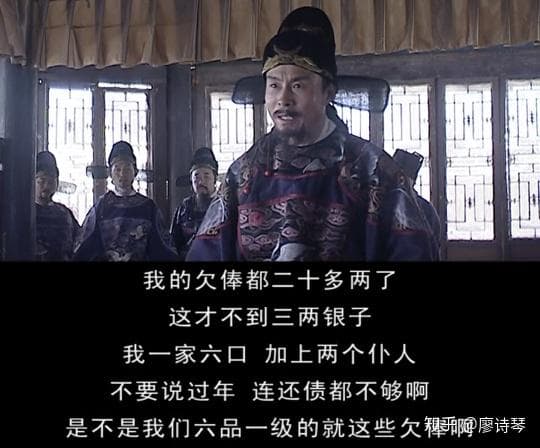 我的欠俸都二十多两了
这才不到三两银子
我一家六口 加上两个仆人
不要说过年 连还债都不够啊
是不是我们六品一级的就这些欠俸啊
知乎 @廖诗琴